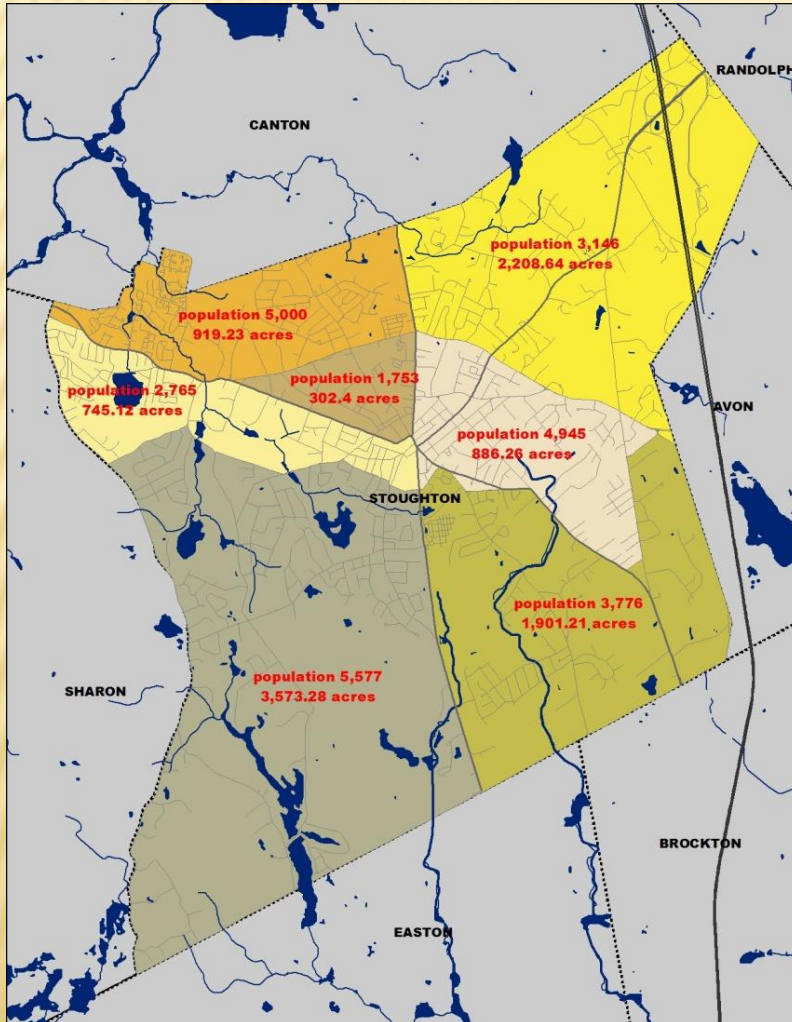 RANDOLPH
CANTON
population 3,146
2,208.64 acres
population 5,000
919.23 acres
population 1,753
302.4 acres
population 2,765
745.12 acres
AVON
population 4,945
886.26 acres
STOUGHTON
population 3,776
1,901.21 acres
population 5,577
3,573.28 acres
SHARON
BROCKTON
EASTON